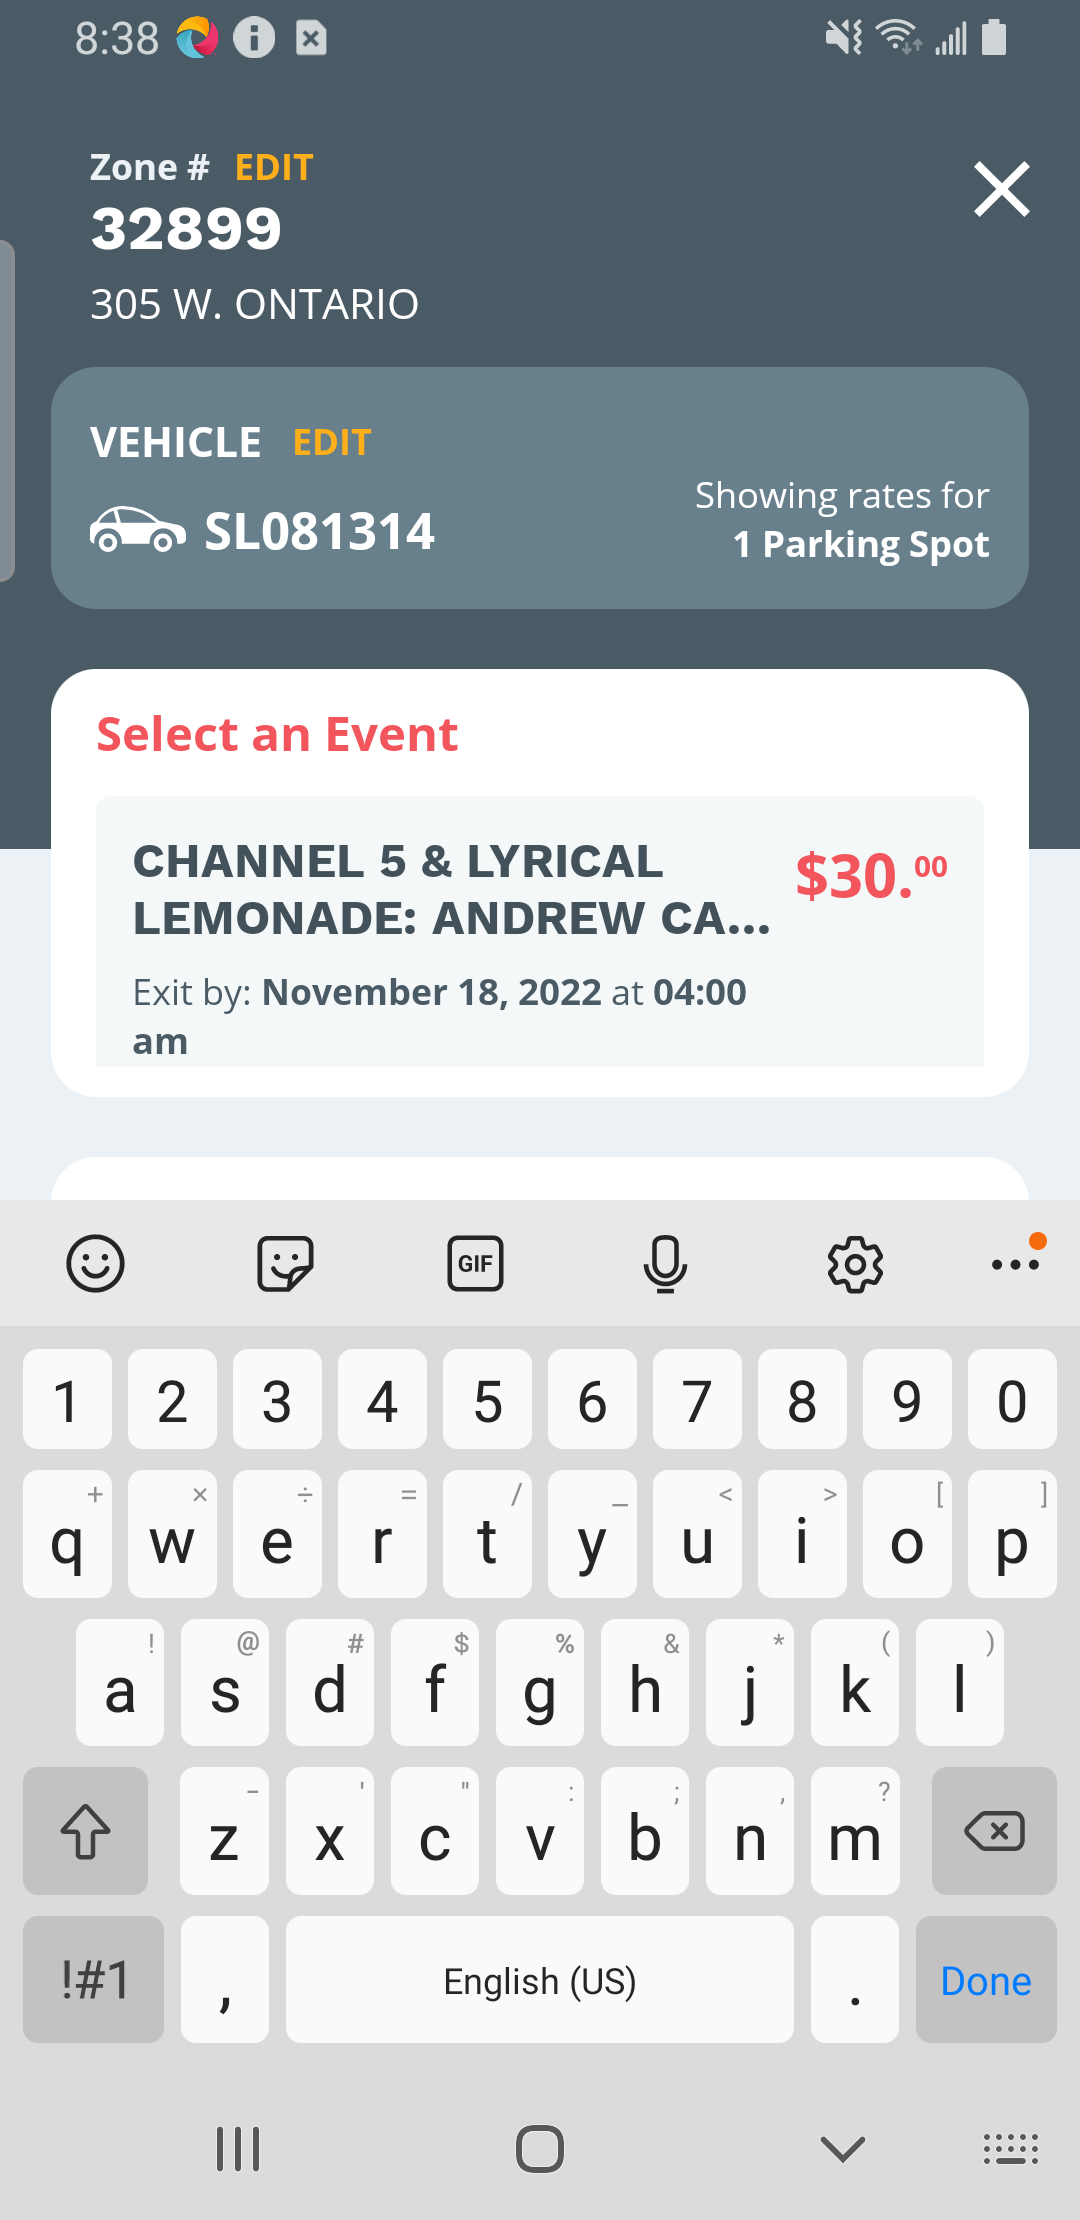 8:38
Zone # EDIT
32899
305 W. ONTARIO
VEHICLE EDIT
SL081314
Showing rates for
1 Parking Spot
Select an Event
CHANNEL 5 & LYRICAL
LEMONADE: ANDREW CA...
$30.00
Exit by: November 18, 2022 at 04:00
am
GIF
1 2 3 4 5 6 7 8 9 0
+ × ÷ = / _ < > [ ]
q w e r t y u i o p
! @ # $ % & * ( )
a s d f g h j k l
- ' " : ; , ?
z x c v b n m
!#1 , English (US) . Done